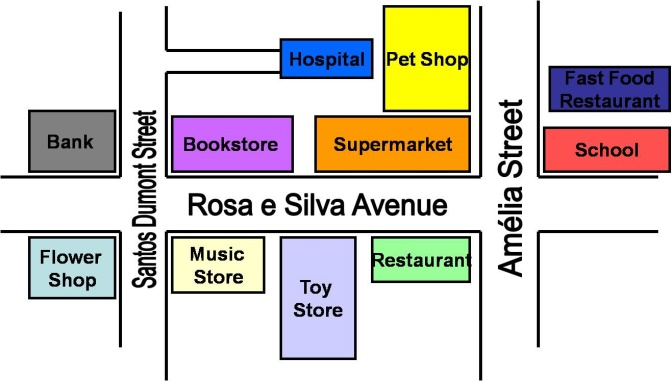 Hospital
Pet Shop
Fast Food
Restaurant
Bank
Santos Dumont Street
Bookstore
Supermarket
Amélia Street
School
Rosa e Silva Avenue
Flower
Shop
Music
Store
Toy
Store
Restaurant